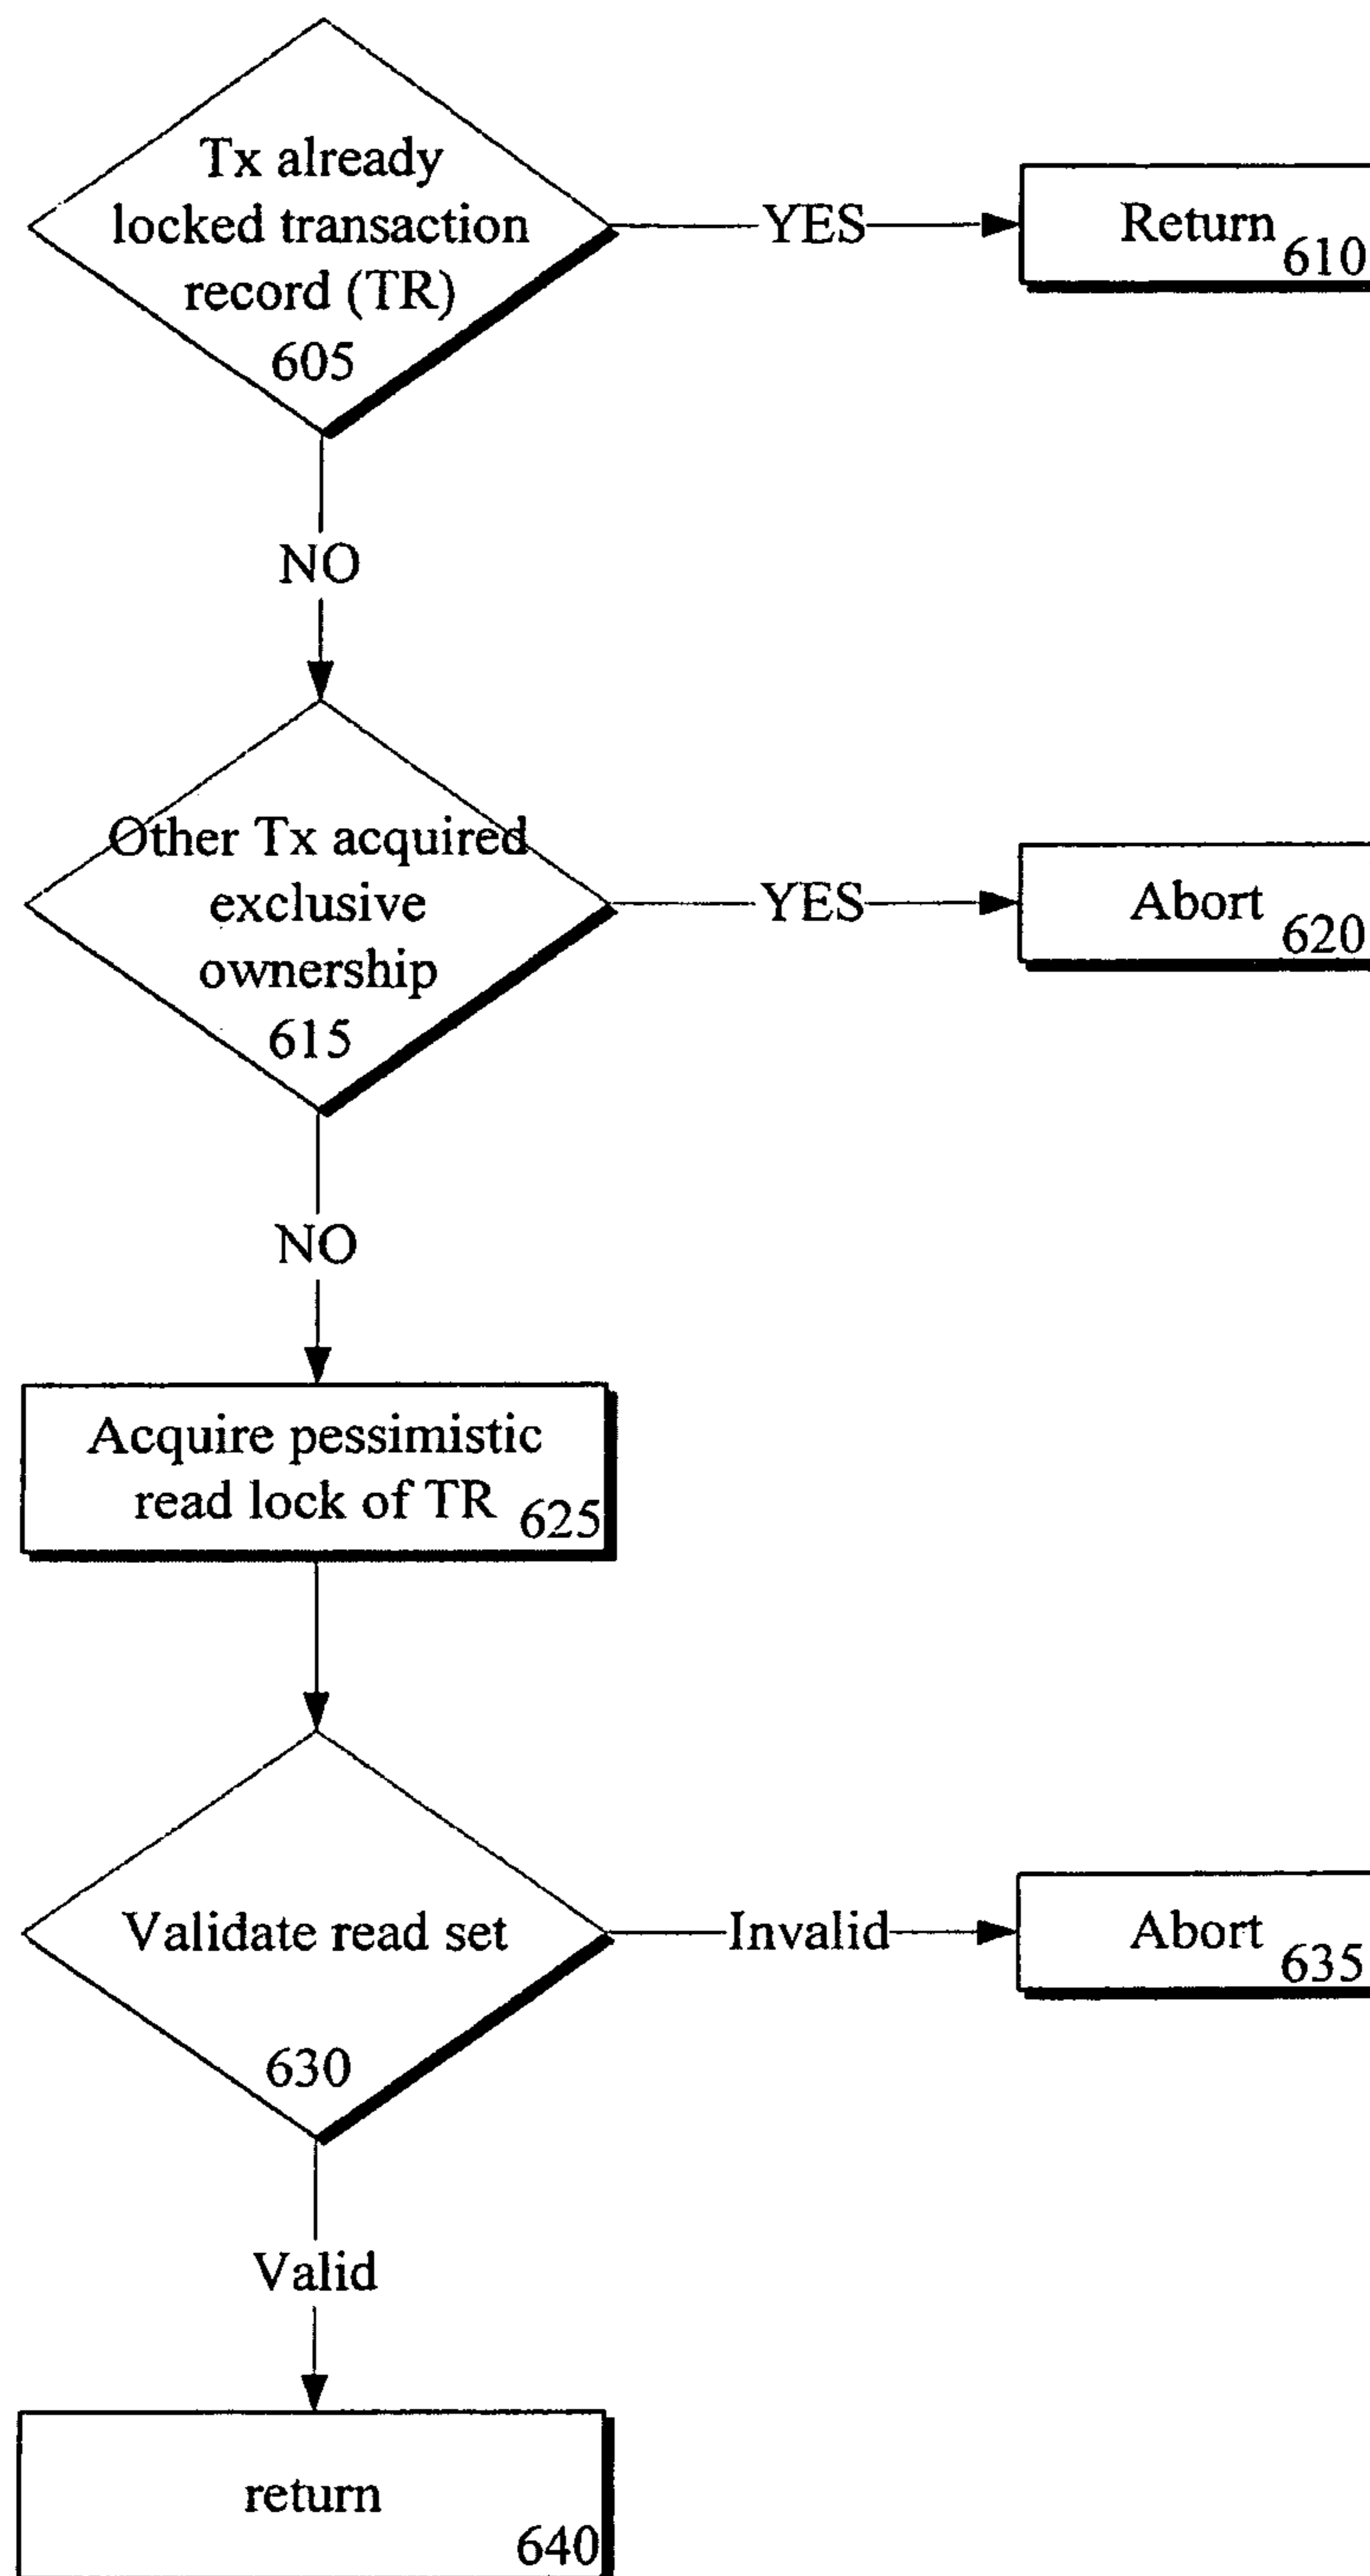 Tx already
locked transaction
record (TR)
605
YES
Return
610
NO
Other Tx acquired
exclusive
ownership
615
YES
Abort
620
NO
Acquire pessimistic
read lock of TR
625
Validate read set
630
Invalid
Abort
635
Valid
return
640